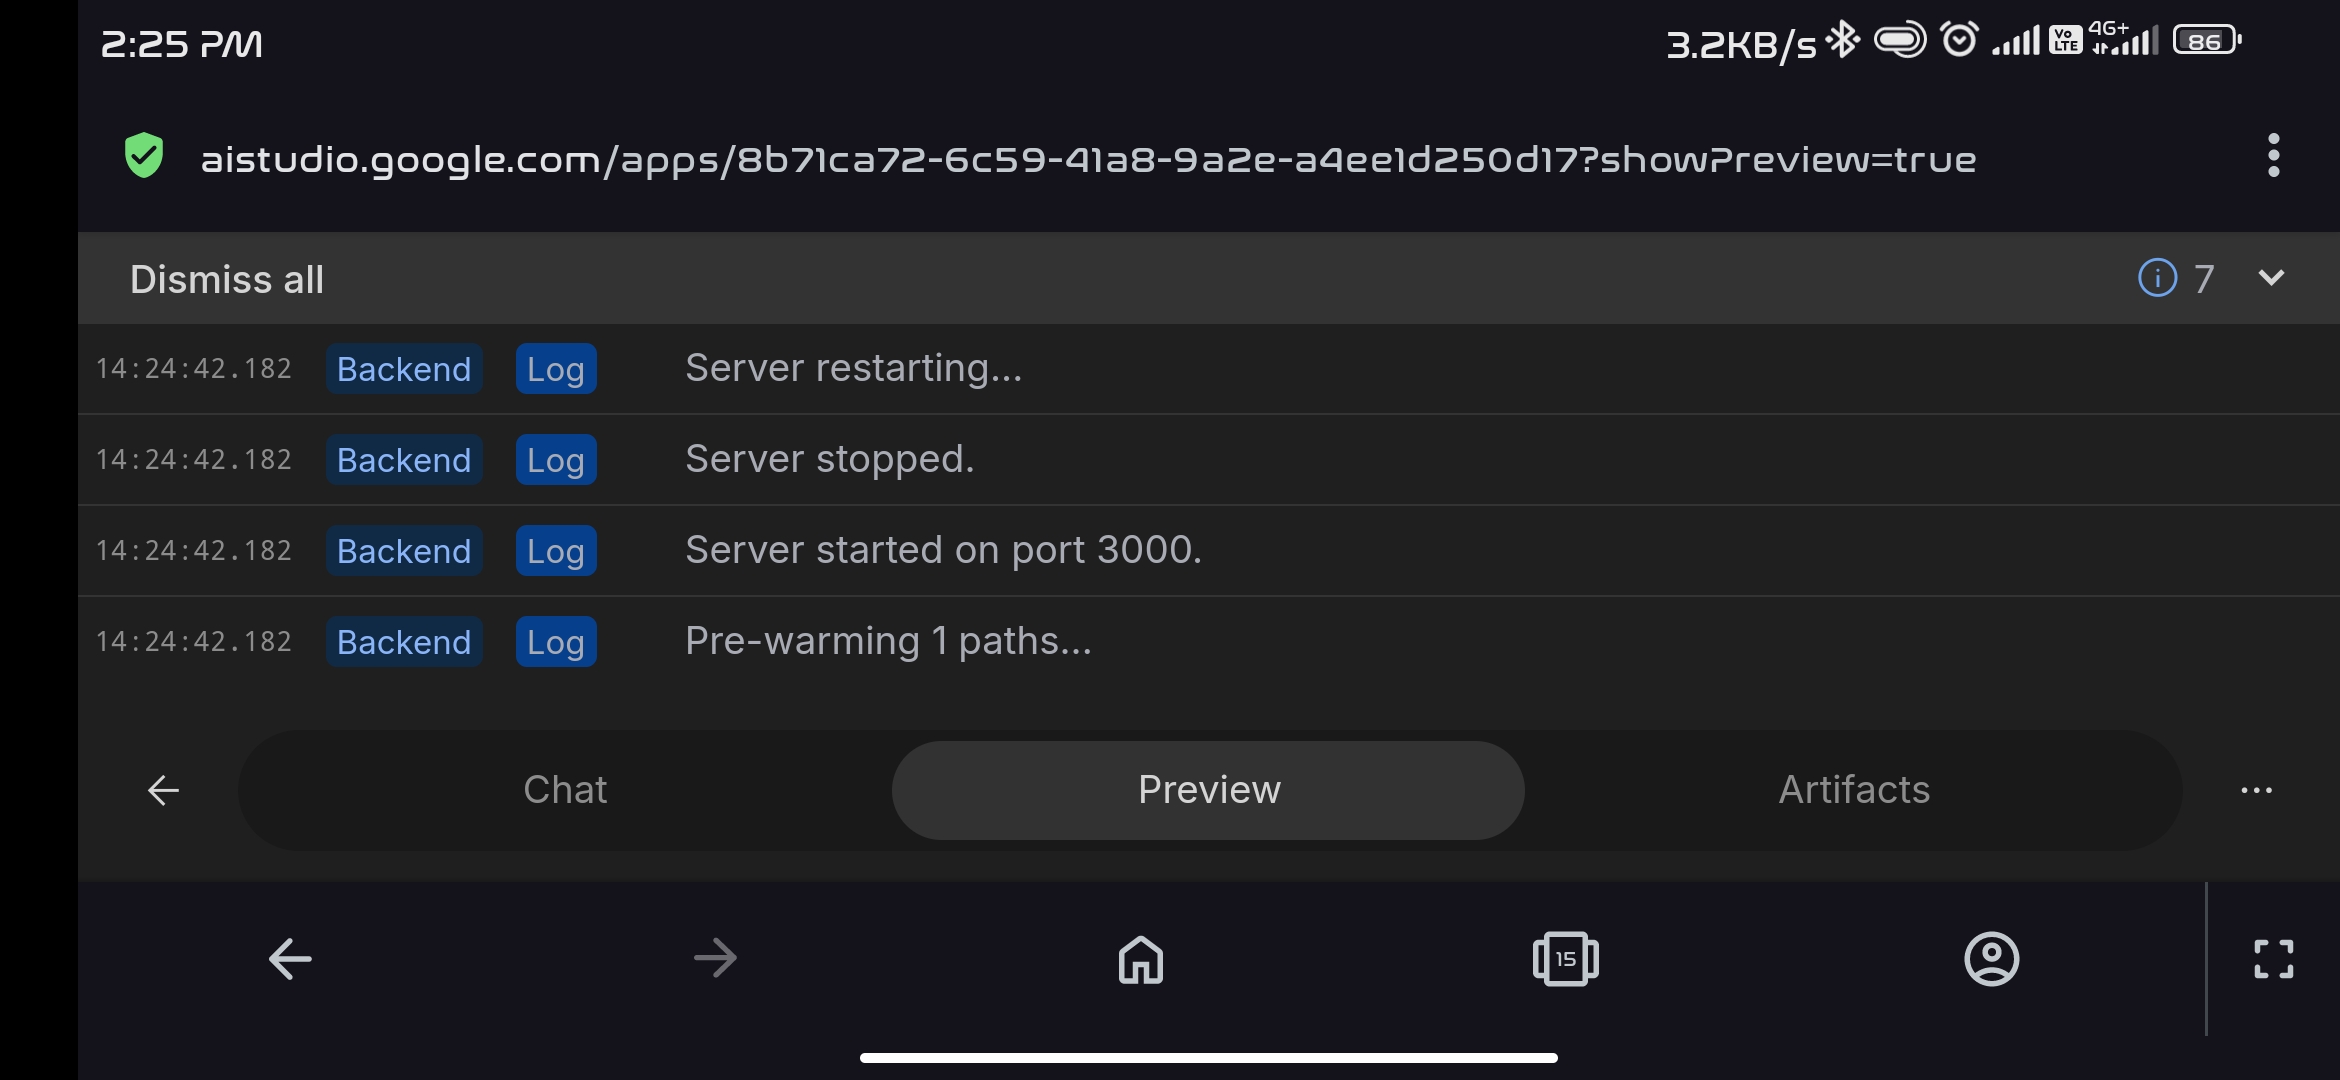 2:25 PM
3.2KB/s
Vo LTE
4G+
86
aistudio.google.com/apps/8b71ca72-6c59-41a8-9a2e-a4ee1d250d17?showPreview=true
Dismiss all
7
14:24:42.182 Backend Log Server restarting...
14:24:42.182 Backend Log Server stopped.
14:24:42.182 Backend Log Server started on port 3000.
14:24:42.182 Backend Log Pre-warming 1 paths...
Chat
Preview
Artifacts
15